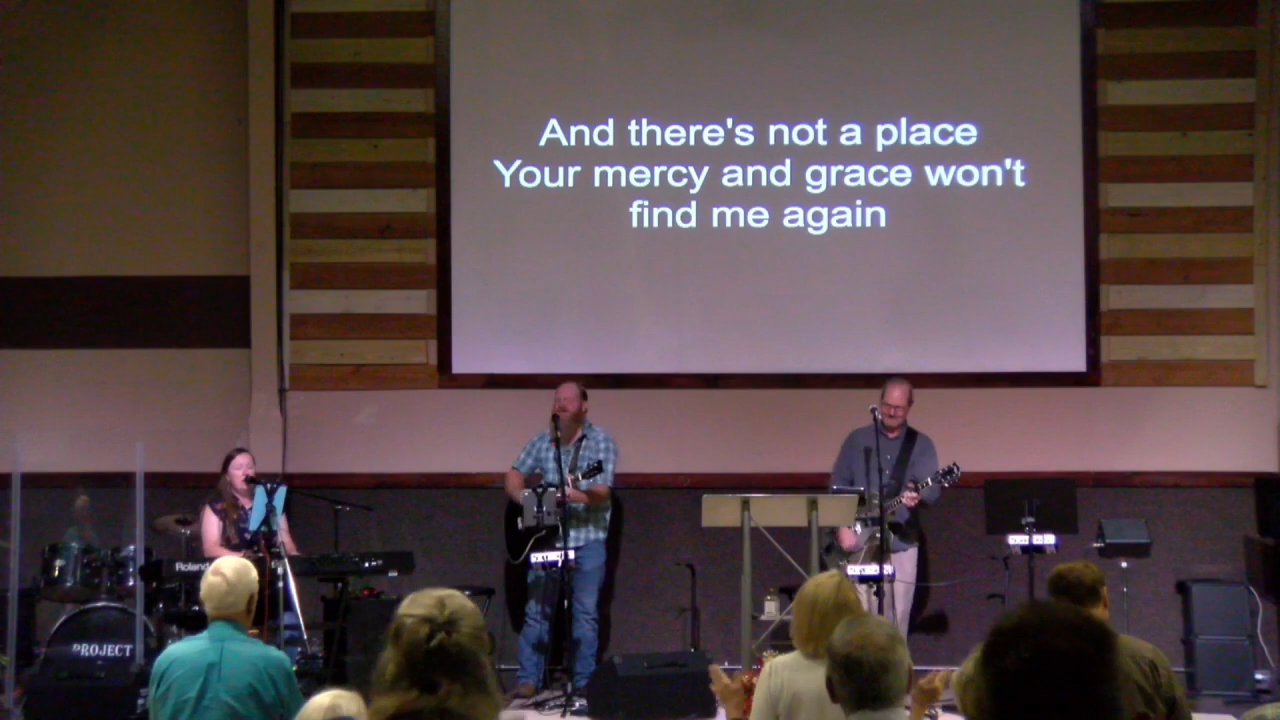 And there's not a place
Your mercy and grace won't
find me again
Roland
PROJECT